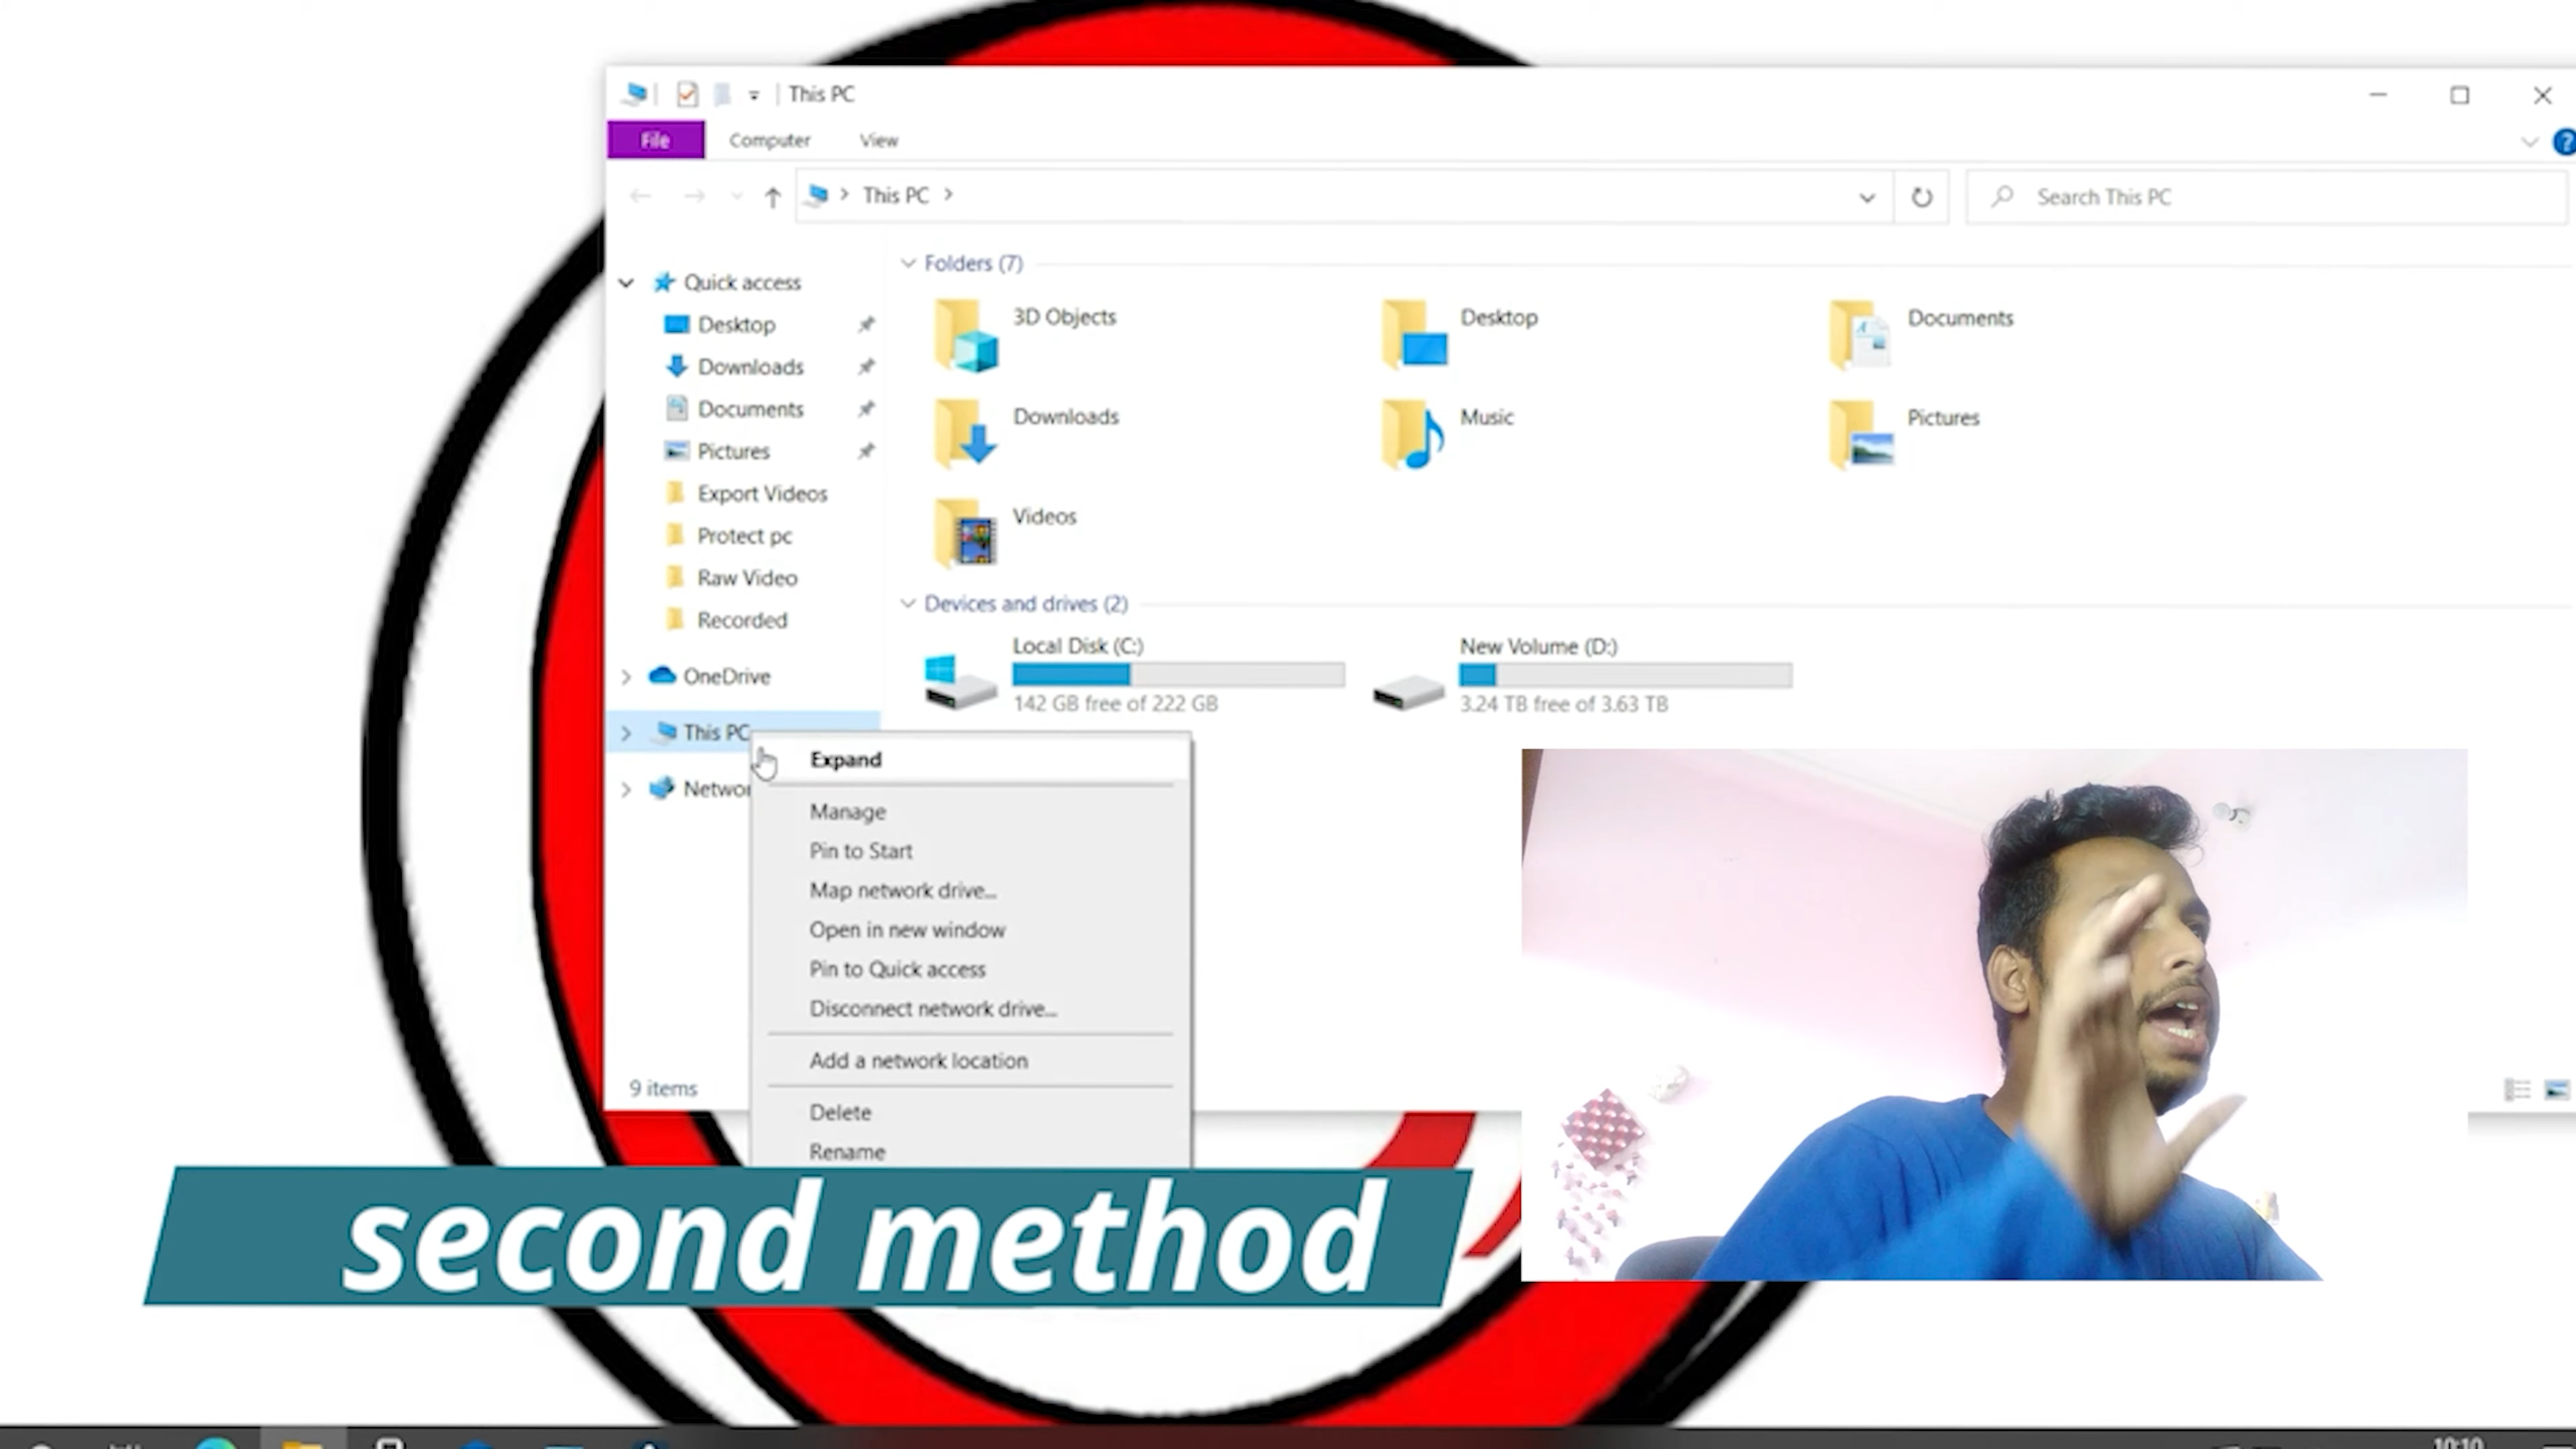 This PC
File Computer View
This PC
Search This PC
Quick access
Desktop
Downloads
Documents
Pictures
Export Videos
Protect pc
Raw Video
Recorded
OneDrive
This PC
Folders (7)
3D Objects
Desktop
Documents
Downloads
Music
Pictures
Videos
Devices and drives (2)
Local Disk (C:)
142 GB free of 222 GB
New Volume (D:)
3.24 TB free of 3.63 TB
Expand
Manage
Pin to Start
Map network drive...
Open in new window
Pin to Quick access
Disconnect network drive...
Add a network location
Delete
Rename
9 items
second method